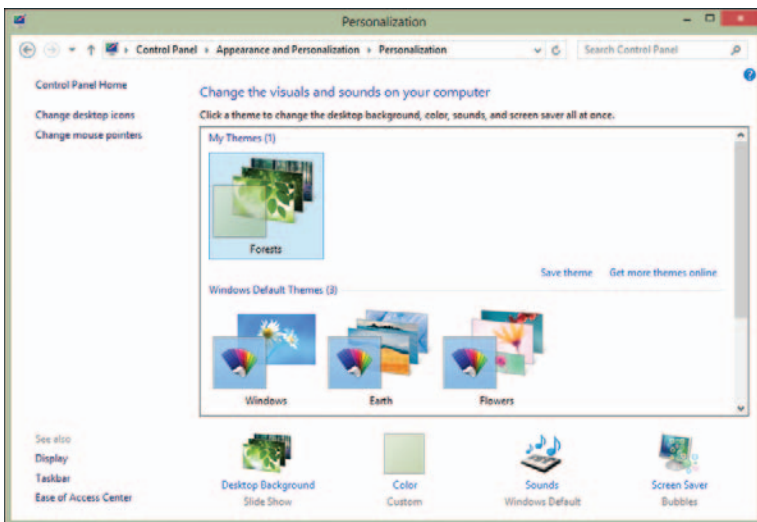 Personalization
Control Panel ▸ Appearance and Personalization ▸ Personalization
Search Control Panel
Control Panel Home
Change desktop icons
Change mouse pointers
Change the visuals and sounds on your computer
Click a theme to change the desktop background, color, sounds, and screen saver all at once.
My Themes (1)
Forests
Save theme Get more themes online
Windows Default Themes (3)
Windows Earth Flowers
See also
Display
Taskbar
Ease of Access Center
Desktop Background
Slide Show
Color
Custom
Sounds
Windows Default
Screen Saver
Bubbles